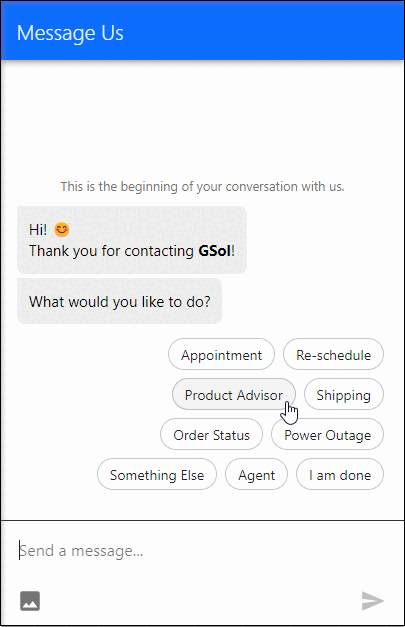 Message Us
This is the beginning of your conversation with us.
Hi! 😊
Thank you for contacting GSol!
What would you like to do?
Appointment Re-schedule
Product Advisor Shipping
Order Status Power Outage
Something Else Agent I am done
Send a message...